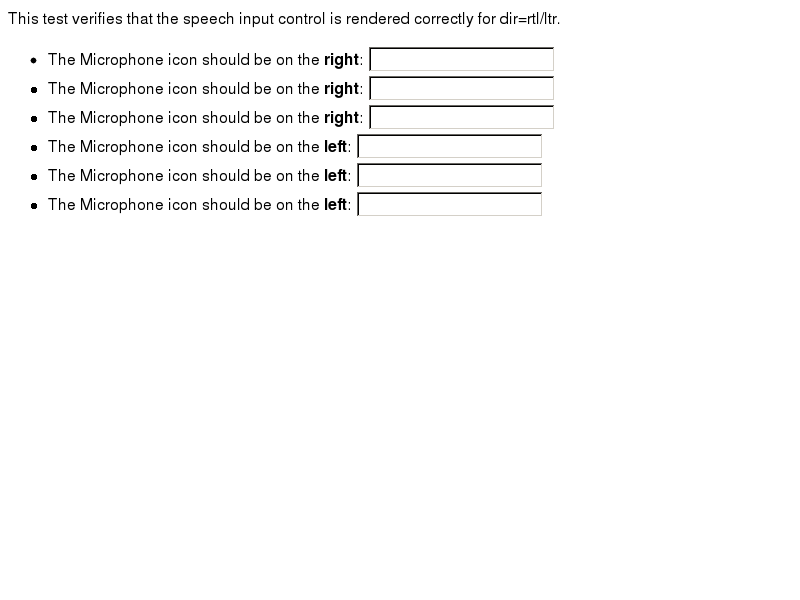 This test verifies that the speech input control is rendered correctly for dir=rtl/ltr.
The Microphone icon should be on the right:
The Microphone icon should be on the right:
The Microphone icon should be on the right:
The Microphone icon should be on the left:
The Microphone icon should be on the left:
The Microphone icon should be on the left: